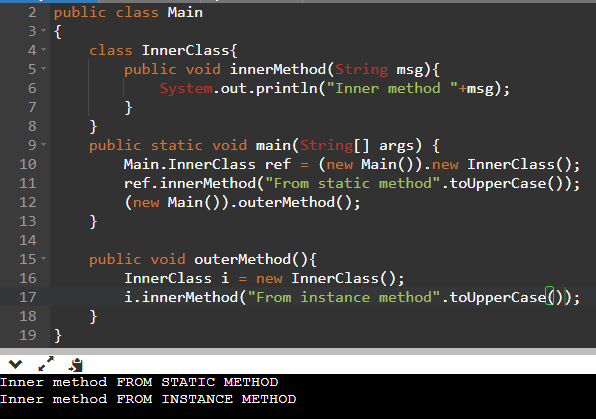 2 public class Main
3 {
4 class InnerClass{
5 public void innerMethod(String msg){
6 System.out.println("Inner method "+msg);
7 }
8 }
9 public static void main(String[] args) {
10 Main.InnerClass ref = (new Main()).new InnerClass();
11 ref.innerMethod("From static method".toUpperCase());
12 (new Main()).outerMethod();
13 }
14
15 public void outerMethod(){
16 InnerClass i = new InnerClass();
17 i.innerMethod("From instance method".toUpperCase());
18 }
19 }
Inner method FROM STATIC METHOD
Inner method FROM INSTANCE METHOD